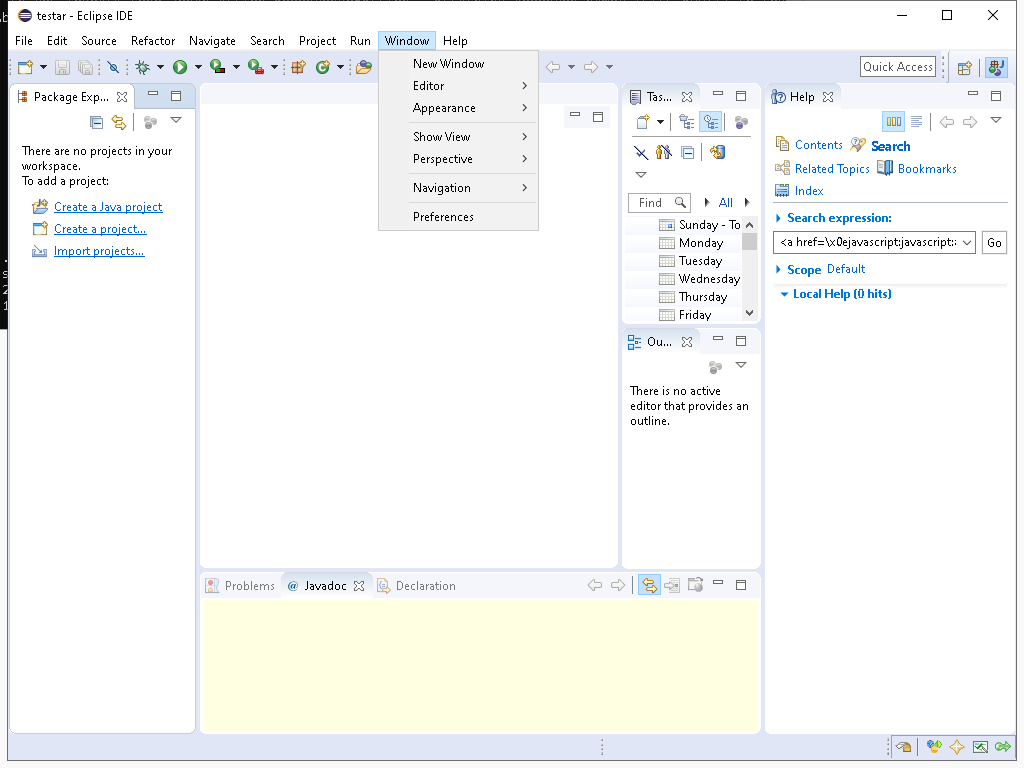 testar - Eclipse IDE
File Edit Source Refactor Navigate Search Project Run Window Help
Quick Access
New Window
Editor
Appearance
Show View
Perspective
Navigation
Preferences
Package Exp...
There are no projects in your
workspace.
To add a project:
Create a Java project
Create a project...
Import projects...
Tas...
Find
All
Sunday - To
Monday
Tuesday
Wednesday
Thursday
Friday
Ou...
There is no active
editor that provides an
outline.
Help
Contents Search
Related Topics Bookmarks
Index
Search expression:
<a href=\x0ejavascript:javascript:
Go
Scope Default
Local Help (0 hits)
Problems @ Javadoc Declaration